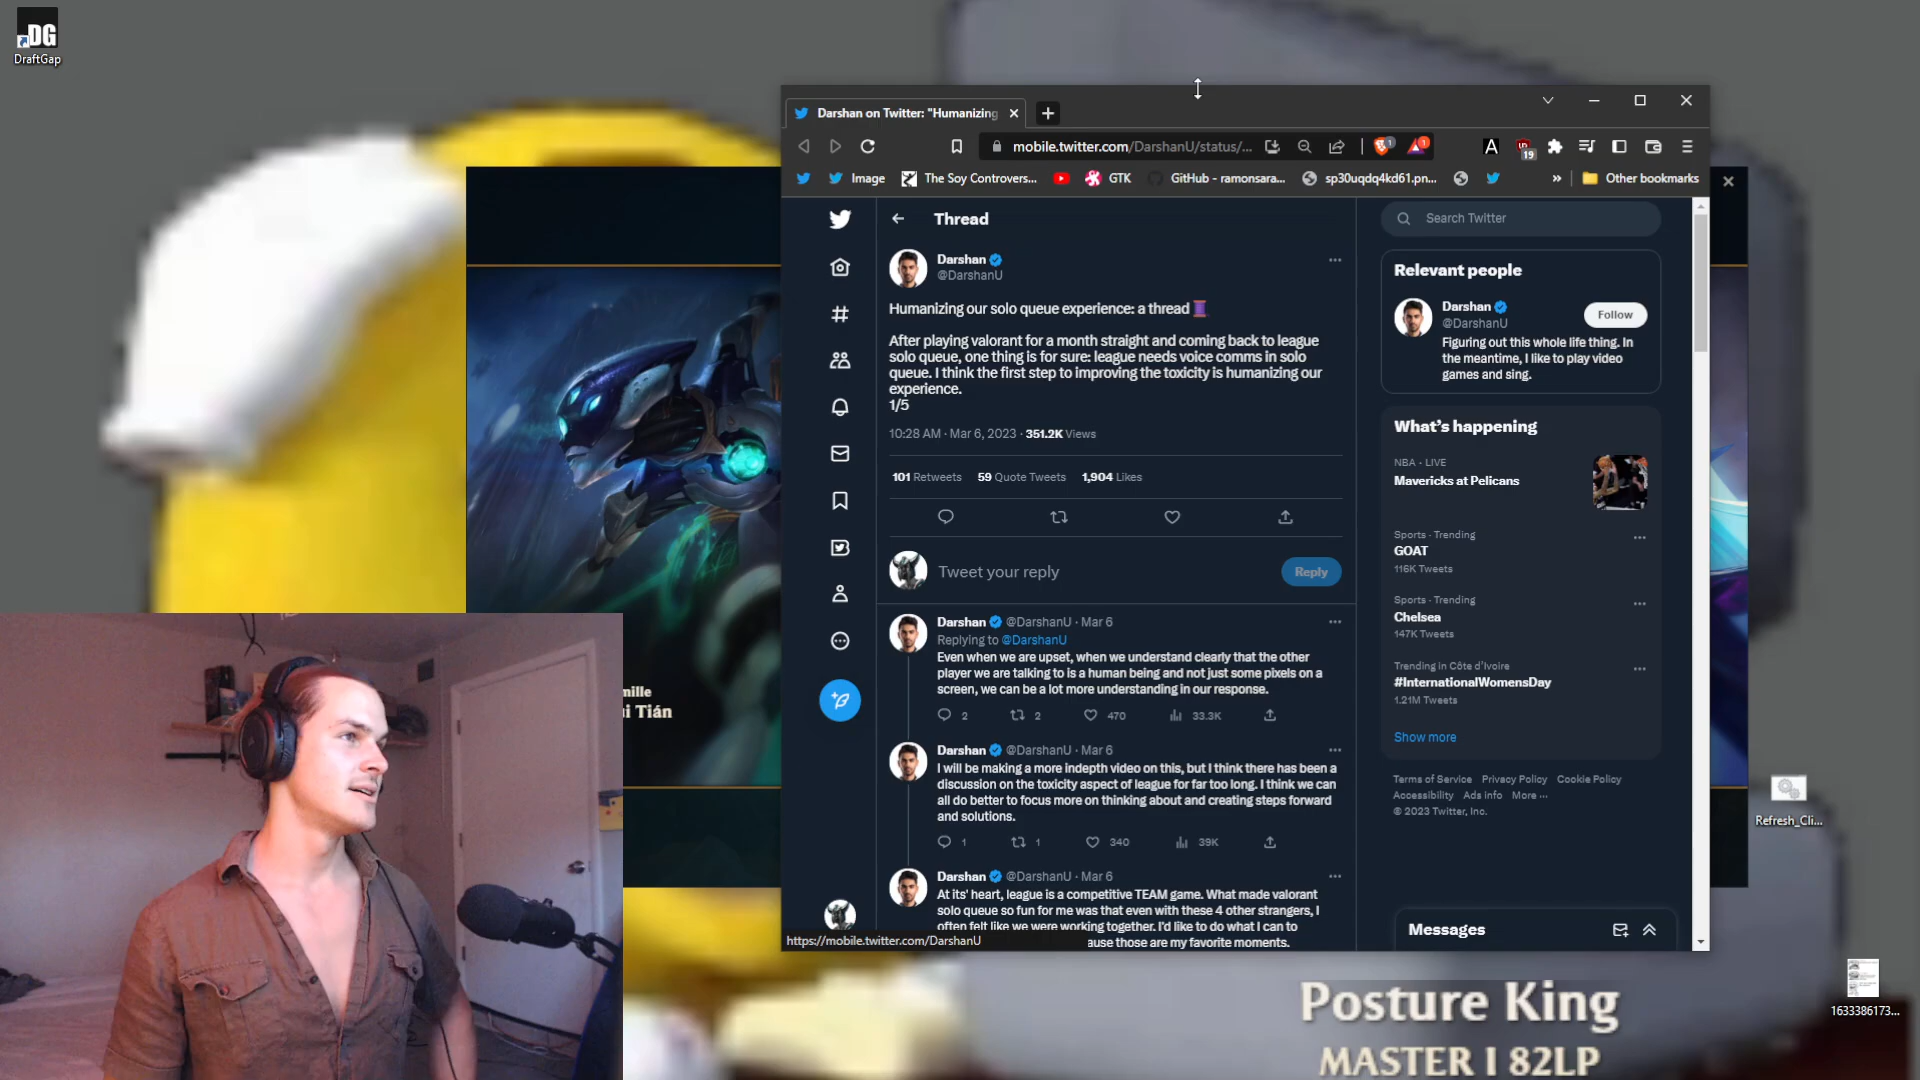 DG
DraftGap
Darshan on Twitter: "Humanizing
mobile.twitter.com/DarshanU/status/...
1
1
A
19
Image
The Soy Controvers...
GTK
GitHub - ramonsara...
sp30uqdq4kd61.pn...
»
Other bookmarks
Thread
Search Twitter
Darshan
@DarshanU
Humanizing our solo queue experience: a thread
After playing valorant for a month straight and coming back to league
solo queue, one thing is for sure: league needs voice comms in solo
queue. I think the first step to improving the toxicity is humanizing our
experience.
1/5
10:28 AM · Mar 6, 2023 · 351.2K Views
101 Retweets 59 Quote Tweets 1,904 Likes
Tweet your reply
Reply
Darshan @DarshanU · Mar 6
Replying to @DarshanU
Even when we are upset, when we understand clearly that the other
player we are talking to is a human being and not just some pixels on a
screen, we can be a lot more understanding in our response.
2 2 470 33.3K
Darshan @DarshanU · Mar 6
I will be making a more indepth video on this, but I think there has been a
discussion on the toxicity aspect of league for far too long. I think we can
all do better to focus more on thinking about and creating steps forward
and solutions.
1 1 340 39K
Darshan @DarshanU · Mar 6
At its' heart, league is a competitive TEAM game. What made valorant
solo queue so fun for me was that even with these 4 other strangers, I
often felt like we were working together. I'd like to do what I can to
ause those are my favorite moments.
https://mobile.twitter.com/DarshanU
Relevant people
Darshan
@DarshanU
Follow
Figuring out this whole life thing. In
the meantime, I like to play video
games and sing.
What's happening
NBA · LIVE
Mavericks at Pelicans
Sports · Trending
GOAT
116K Tweets
Sports · Trending
Chelsea
147K Tweets
Trending in Côte d'Ivoire
#InternationalWomensDay
1.21M Tweets
Show more
Terms of Service Privacy Policy Cookie Policy
Accessibility Ads info More ...
© 2023 Twitter, Inc.
Messages
mille
ui Tián
Refresh_Cli...
1633386173...
Posture King
MASTER I 82LP